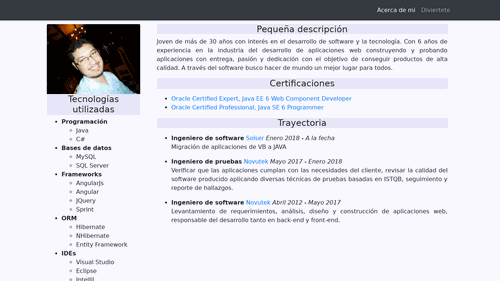 Acerca de mí Diviertete
Pequeña descripción
Joven de más de 30 años con interés en el desarrollo de software y la tecnología. Con 6 años de
experiencia en la industria del desarrollo de aplicaciones web construyendo y probando
aplicaciones con entrega, pasión y dedicación con el objetivo de conseguir productos de alta
calidad. A través del software busco hacer de mundo un mejor lugar para todos.
Certificaciones
Oracle Certified Expert, Java EE 6 Web Component Developer
Oracle Certified Professional, Java SE 6 Programmer
Trayectoria
Ingeniero de software Solser Enero 2018 - A la fecha
Migración de aplicaciones de VB a JAVA
Ingeniero de pruebas Novutek Mayo 2017 - Enero 2018
Verificar que las aplicaciones cumplan con las necesidades del cliente, revisar la calidad del
software producido aplicando diversas técnicas de pruebas basadas en ISTQB, seguimiento y
reporte de hallazgos.
Ingeniero de software Novutek Abril 2012 - Mayo 2017
Levantamiento de requerimientos, análisis, diseño y construcción de aplicaciones web,
responsable del desarrollo tanto en back-end y front-end.
Tecnologías
utilizadas
Programación
Java
C#
Bases de datos
MySQL
SQL Server
Frameworks
AngularJs
Angular
JQuery
Sprint
ORM
Hibernate
NHibernate
Entity Framework
IDEs
Visual Studio
Eclipse
IntelliJ